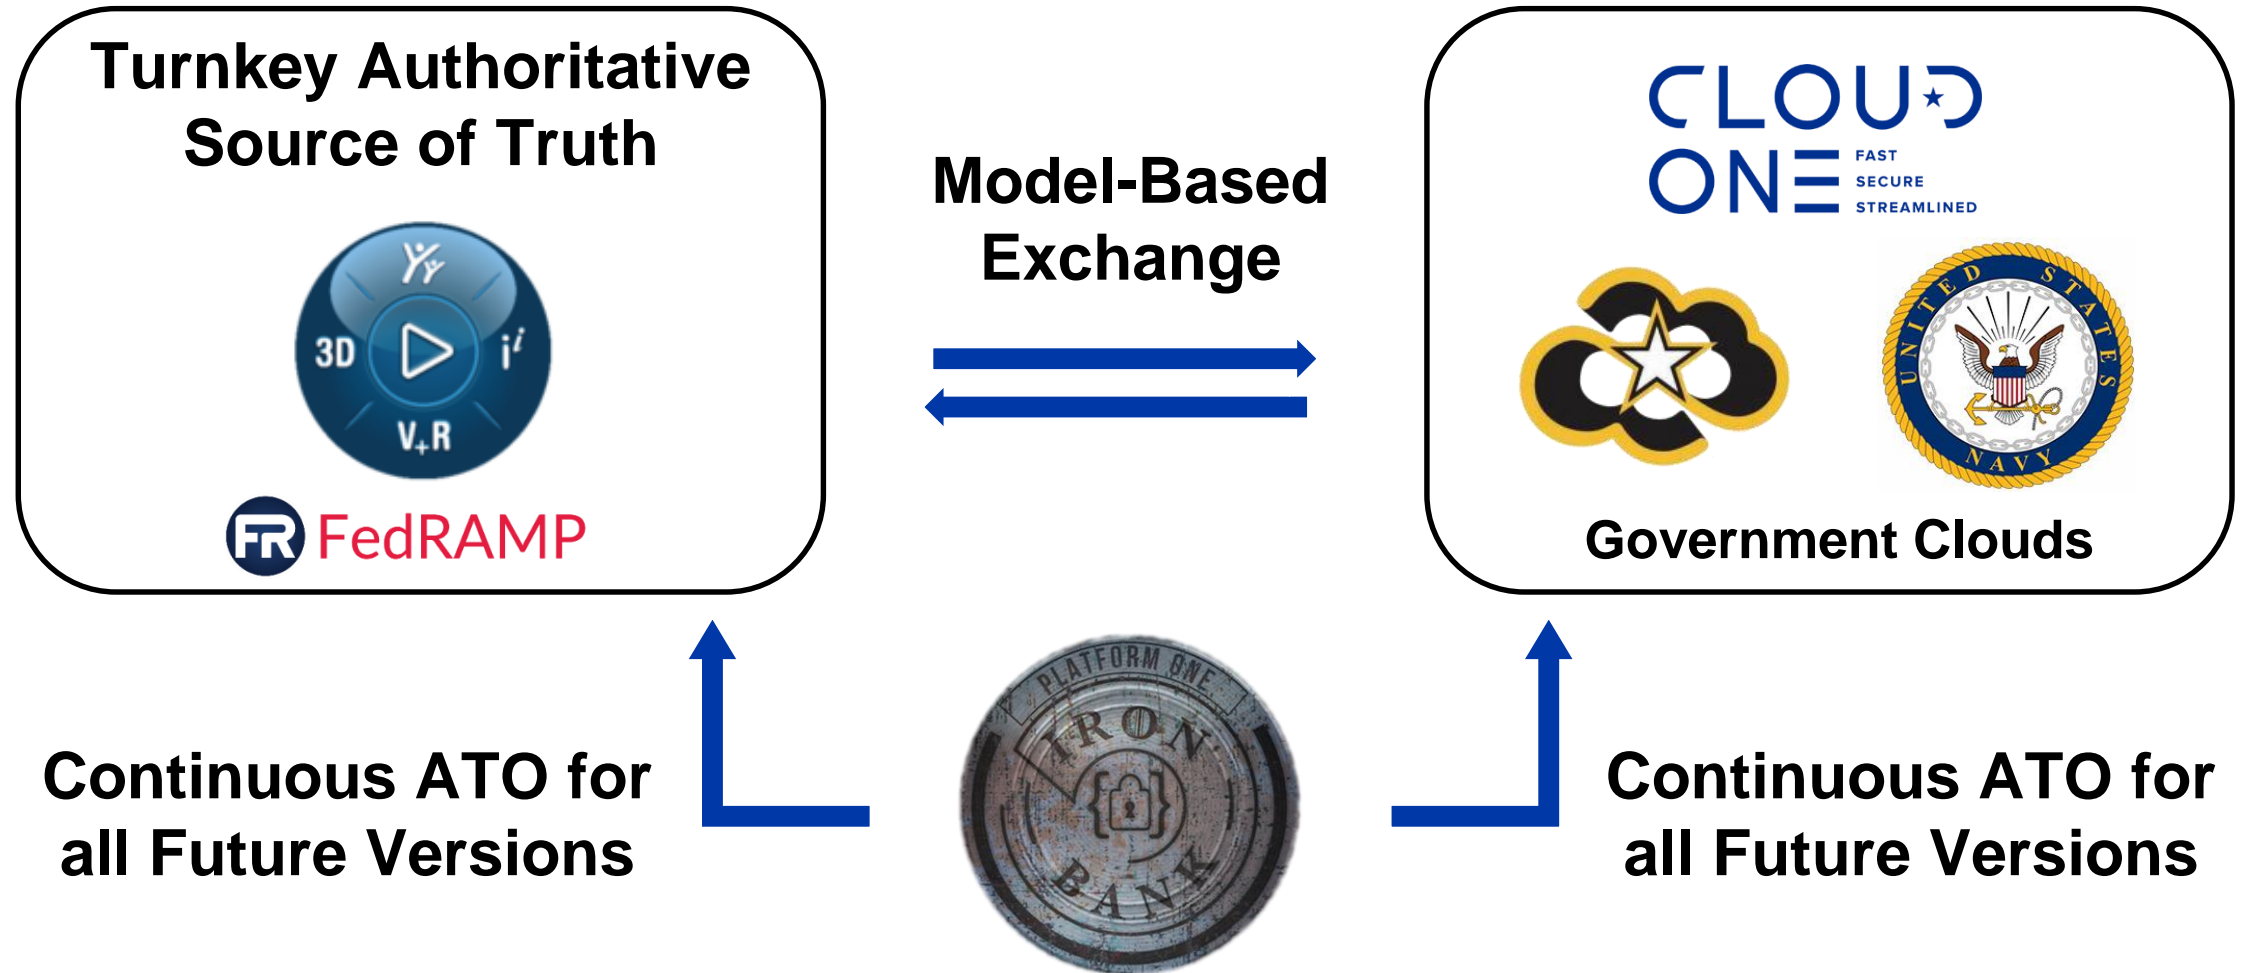 Turnkey Authoritative
Source of Truth
3D
i i
V+R
FR FedRAMP
Model-Based
Exchange
CLOUD
ONE
FAST
SECURE
STREAMLINED
UNITED STATES
NAVY
Government Clouds
Continuous ATO for
all Future Versions
PLATFORM ONE
IRON
BANK
Continuous ATO for
all Future Versions